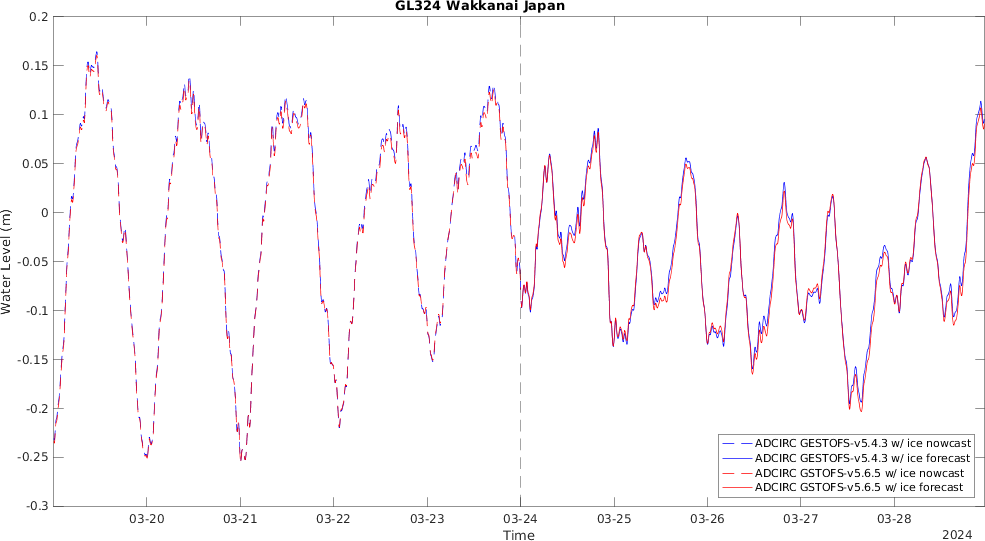 GL324 Wakkanai Japan
0.2
0.15
0.1
0.05
0
-0.05
-0.1
-0.15
-0.2
-0.25
-0.3
Water Level (m)
ADCIRC GESTOFS-v5.4.3 w/ ice nowcast
ADCIRC GESTOFS-v5.4.3 w/ ice forecast
ADCIRC GSTOFS-v5.6.5 w/ ice nowcast
ADCIRC GSTOFS-v5.6.5 w/ ice forecast
03-20 03-21 03-22 03-23 03-24 03-25 03-26 03-27 03-28
Time
2024